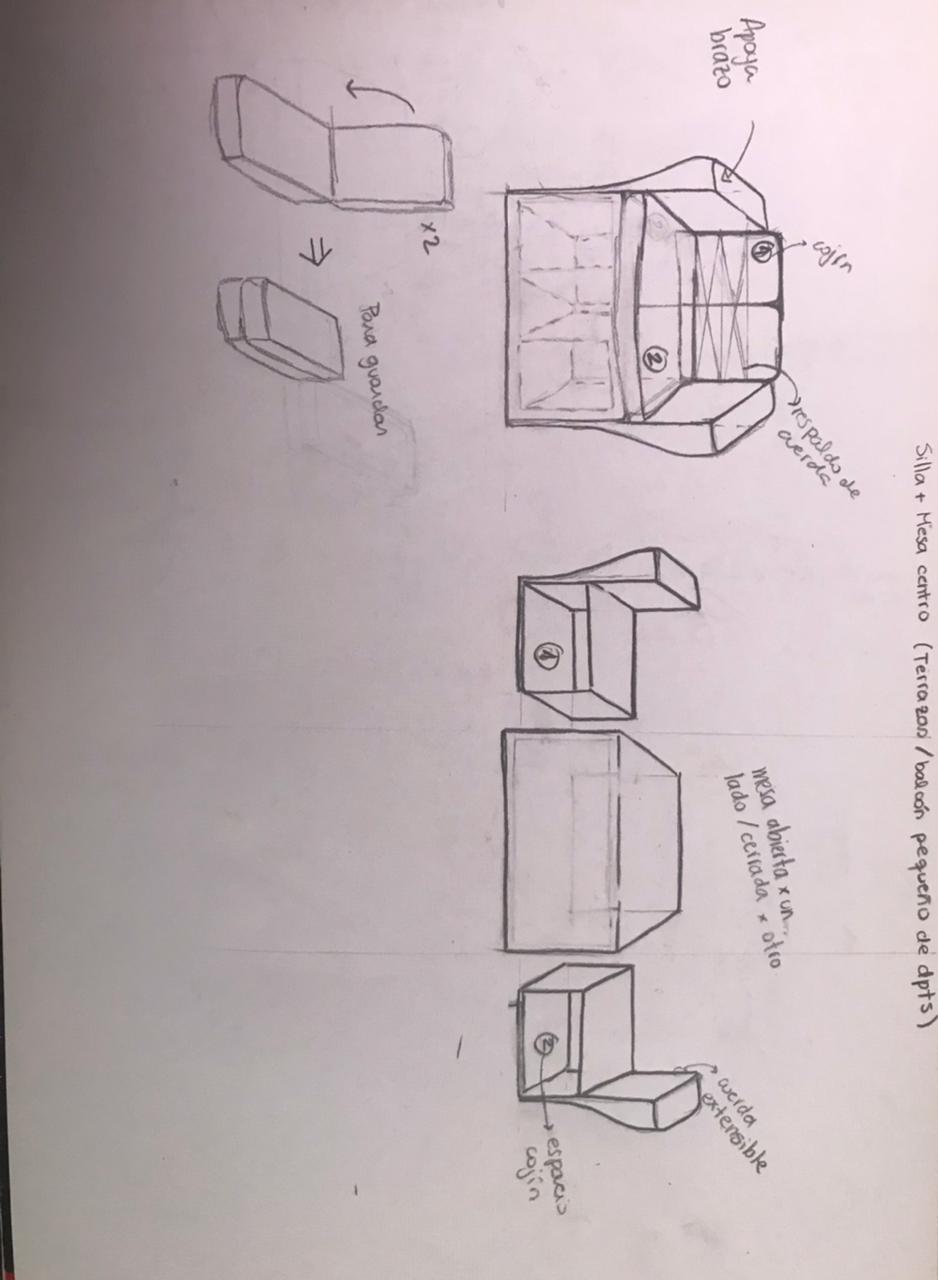 Silla + Mesa centro (Terrazas/balcón pequeño de dpts)
cojín
respaldo de
cuerda
Apoya
brazo
1
2
2
mesa abierta x un
lado / cerrada x otro
cuerda
extensible
1
2
espacio
cojín
x2
Para guardar